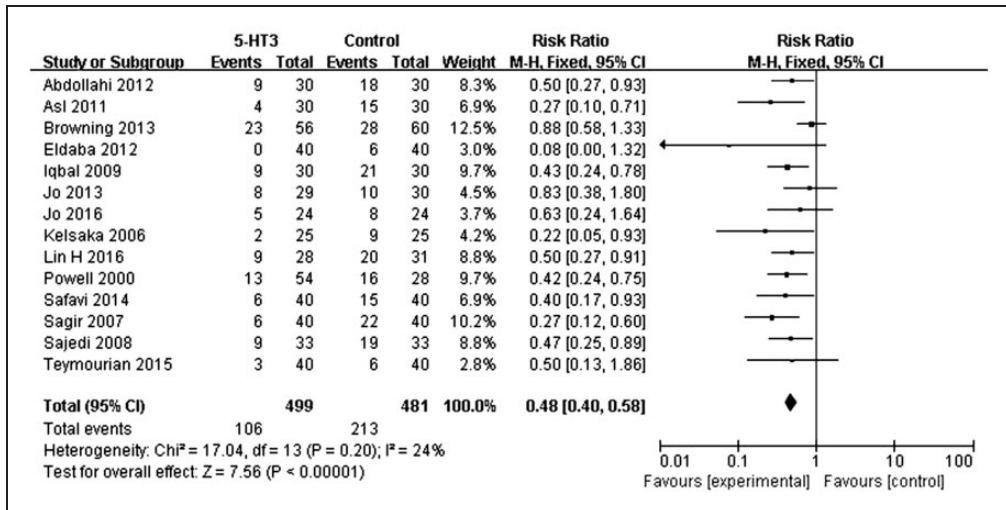 5-HT3 Control Risk Ratio Risk Ratio
Study or Subgroup Events Total Events Total Weight M-H, Fixed, 95% CI M-H, Fixed, 95% CI
Abdollahi 2012 9 30 18 30 8.3% 0.50 [0.27, 0.93]
Asl 2011 4 30 15 30 6.9% 0.27 [0.10, 0.71]
Browning 2013 23 56 28 60 12.5% 0.88 [0.58, 1.33]
Eldaba 2012 0 40 6 40 3.0% 0.08 [0.00, 1.32]
Iqbal 2009 9 30 21 30 9.7% 0.43 [0.24, 0.78]
Jo 2013 8 29 10 30 4.5% 0.83 [0.38, 1.80]
Jo 2016 5 24 8 24 3.7% 0.63 [0.24, 1.64]
Kelsaka 2006 2 25 9 25 4.2% 0.22 [0.05, 0.93]
Lin H 2016 9 28 20 31 8.8% 0.50 [0.27, 0.91]
Powell 2000 13 54 16 28 9.7% 0.42 [0.24, 0.75]
Safavi 2014 6 40 15 40 6.9% 0.40 [0.17, 0.93]
Sagir 2007 6 40 22 40 10.2% 0.27 [0.12, 0.60]
Sajedi 2008 9 33 19 33 8.8% 0.47 [0.25, 0.89]
Teymourian 2015 3 40 6 40 2.8% 0.50 [0.13, 1.86]
Total (95% CI) 499 481 100.0% 0.48 [0.40, 0.58]
Total events 106 213
Heterogeneity: Chi² = 17.04, df = 13 (P = 0.20); I² = 24%
Test for overall effect: Z = 7.56 (P < 0.00001)
0.01 0.1 1 10 100
Favours [experimental] Favours [control]